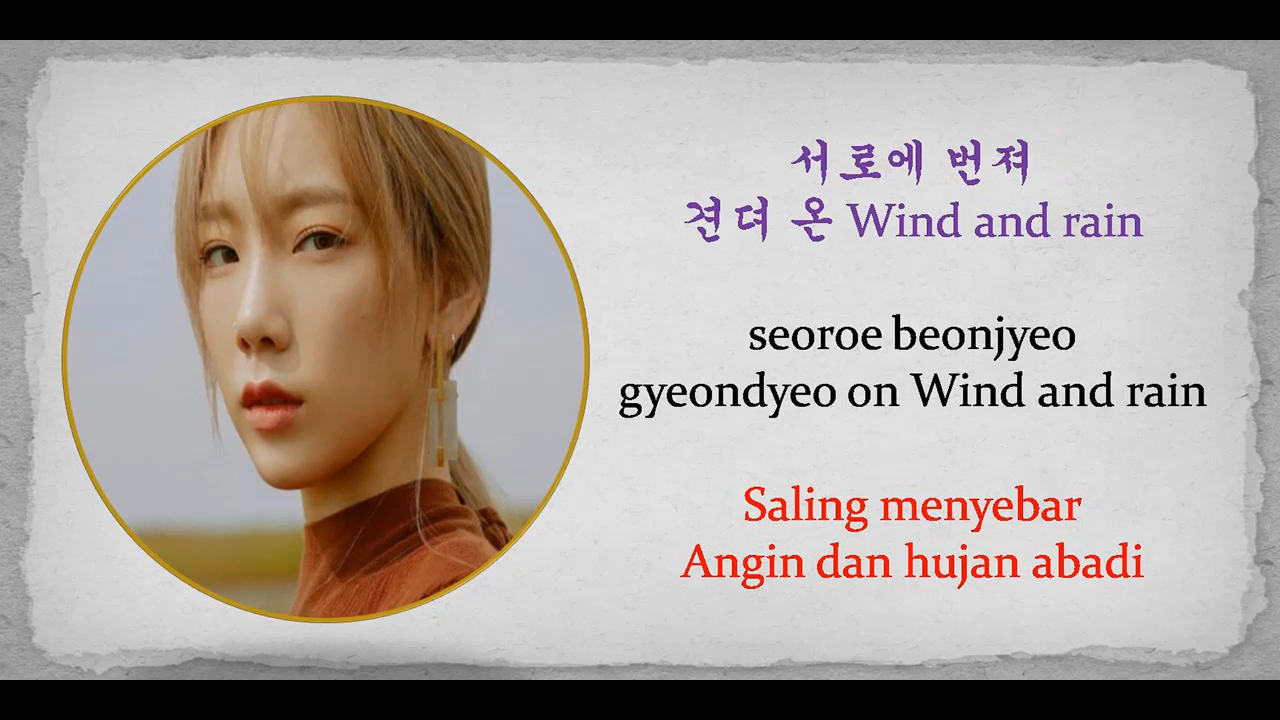 서로에 번져
견뎌 온 Wind and rain
seoroe beonjyeo
gyeondyeo on Wind and rain
Saling menyebar
Angin dan hujan abadi